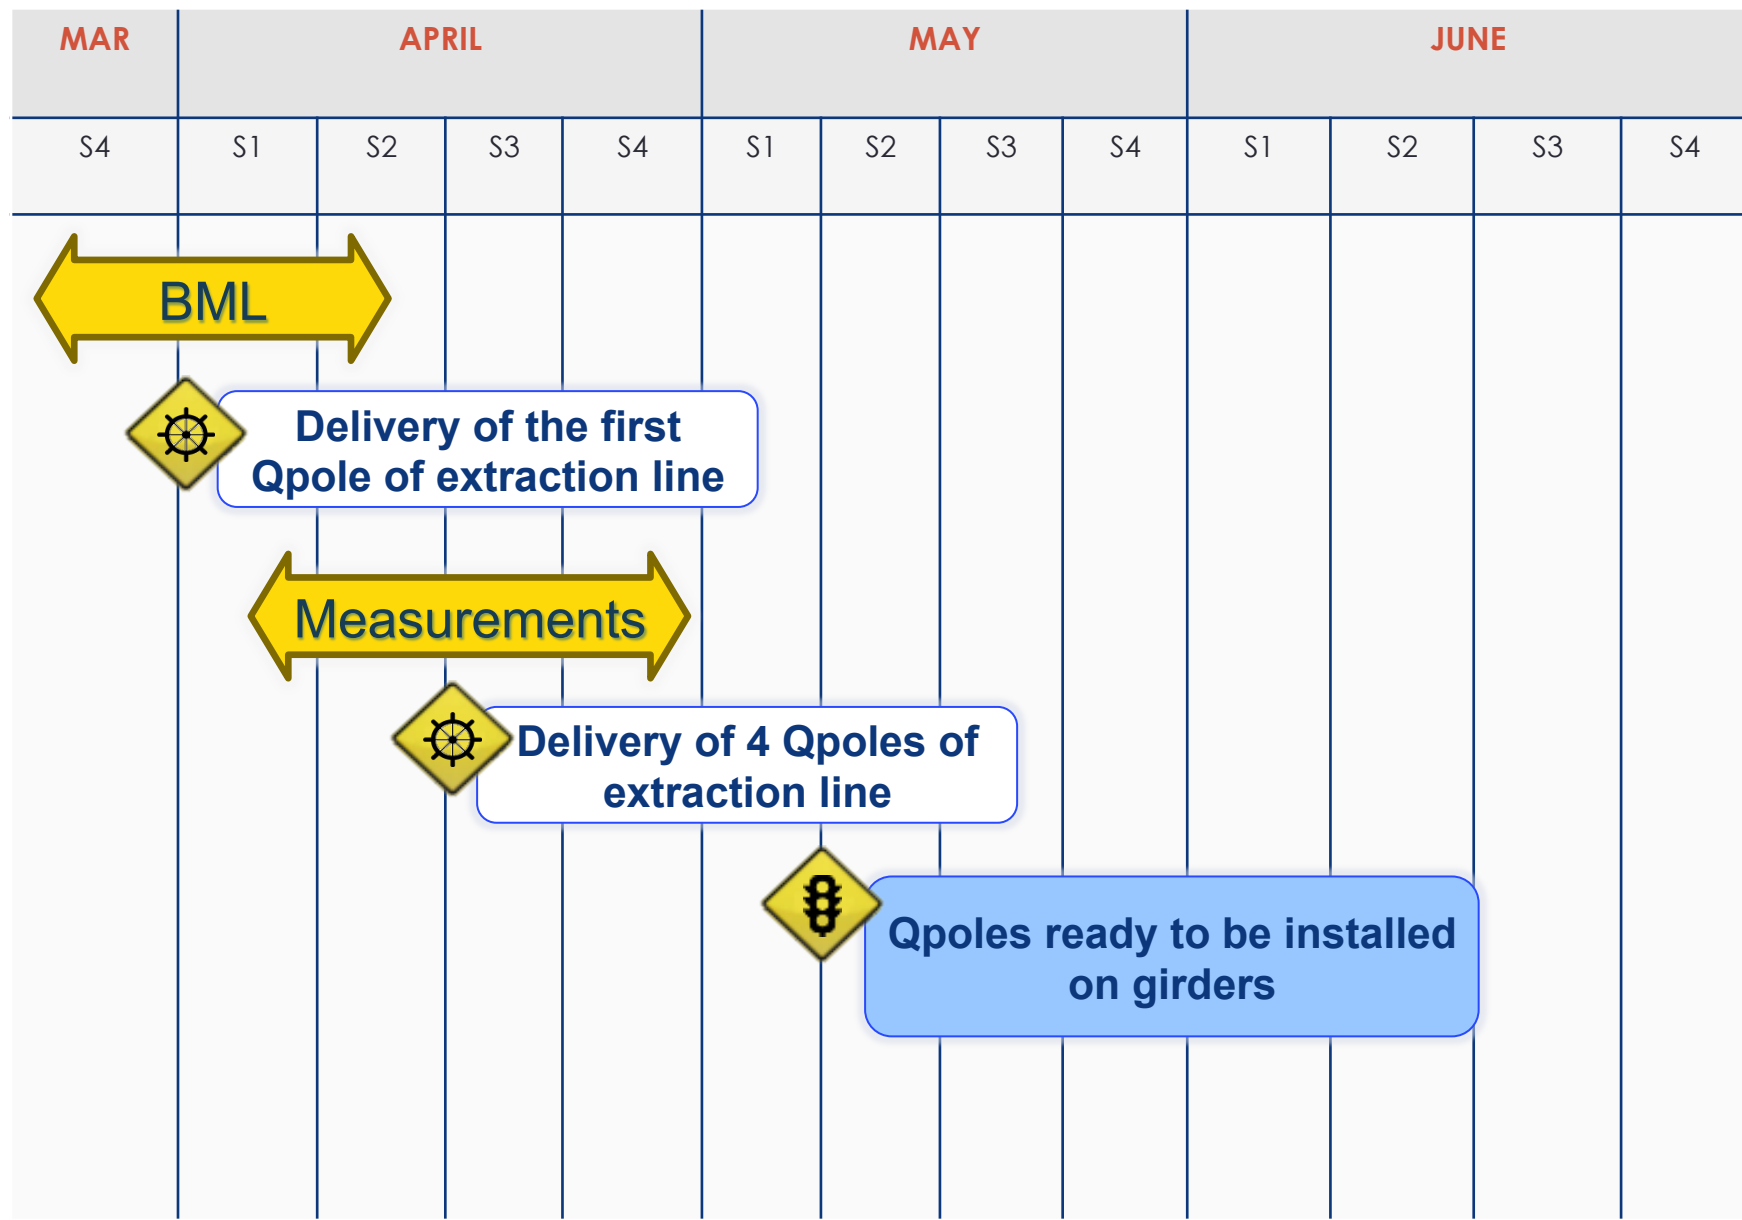 MAR APRIL MAY JUNE
S4 S1 S2 S3 S4 S1 S2 S3 S4 S1 S2 S3 S4
BML
Delivery of the first
Qpole of extraction line
Measurements
Delivery of 4 Qpoles of
extraction line
Qpoles ready to be installed
on girders